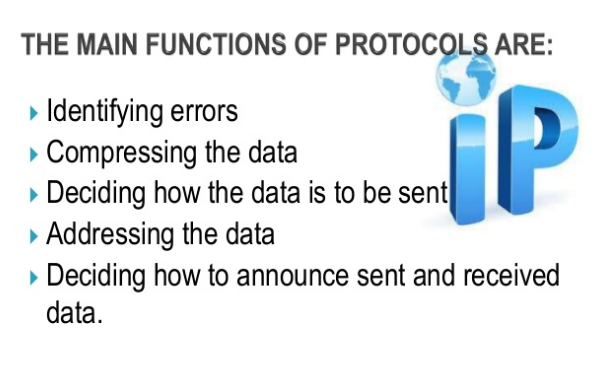 THE MAIN FUNCTIONS OF PROTOCOLS ARE:
Identifying errors
Compressing the data
Deciding how the data is to be sent
Addressing the data
Deciding how to announce sent and received
data.
iP